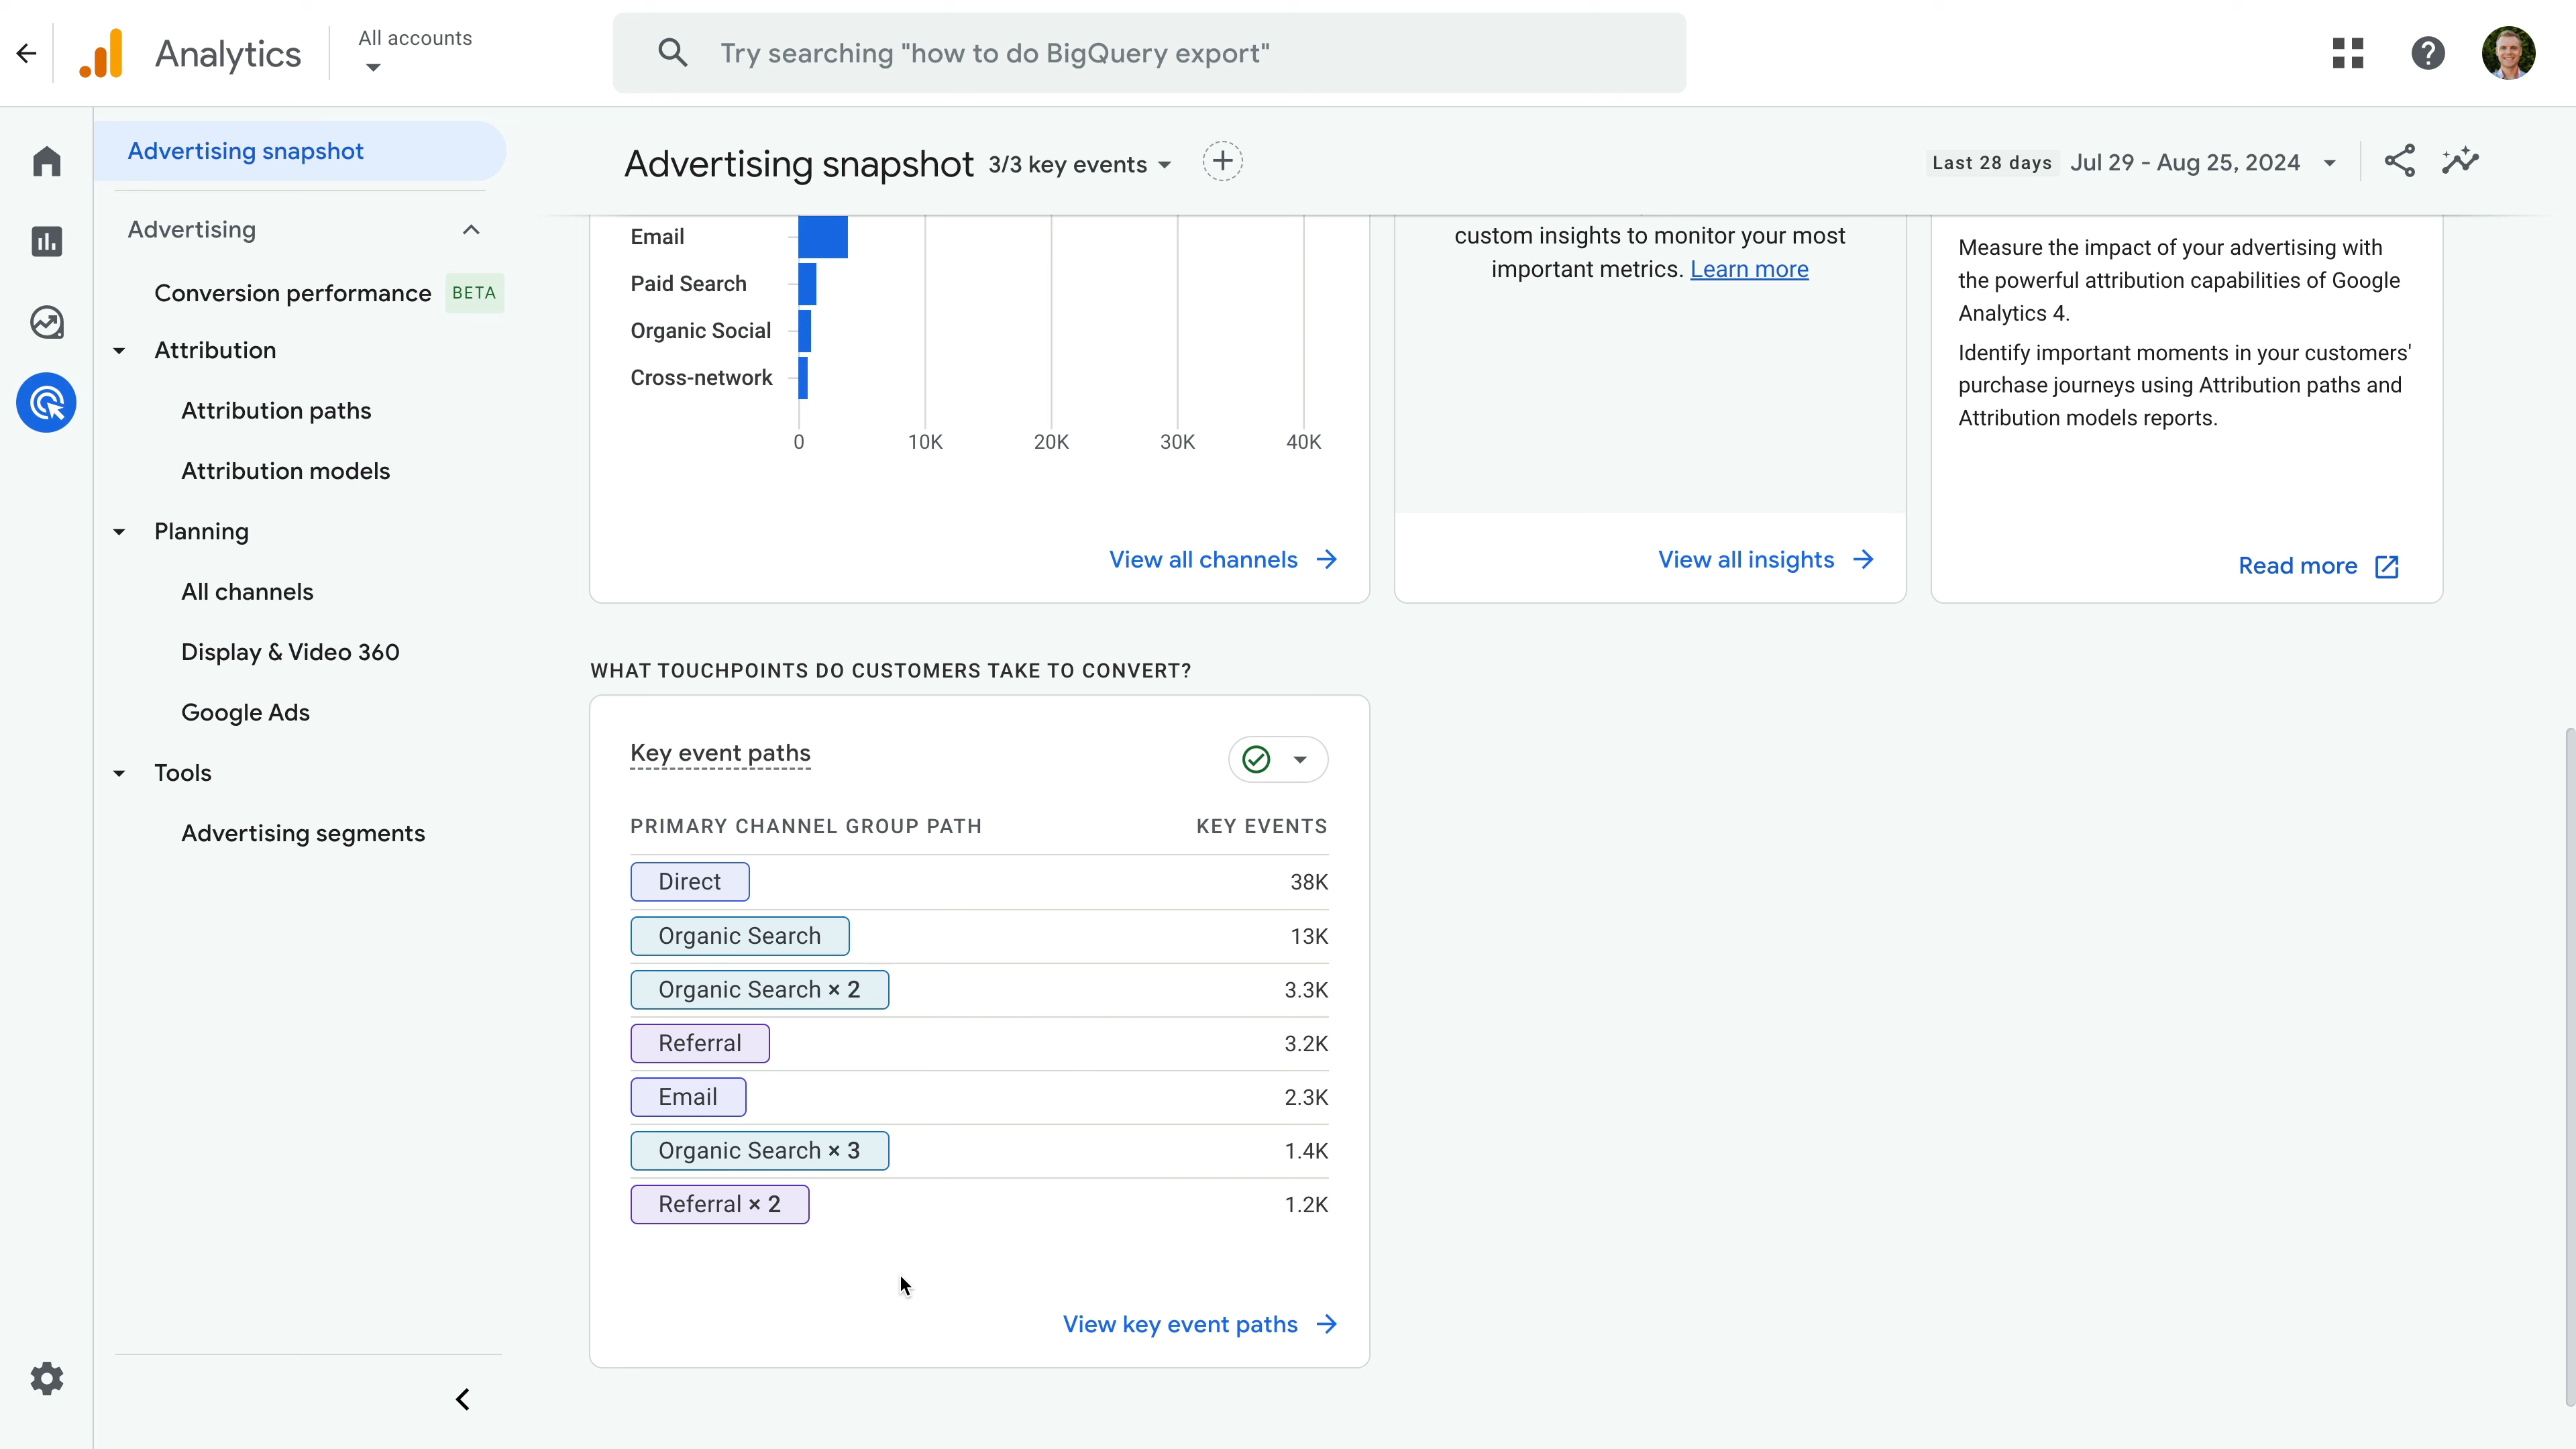 Analytics
All accounts
Try searching "how to do BigQuery export"
Advertising snapshot
Advertising
Conversion performance BETA
Attribution
Attribution paths
Attribution models
Planning
All channels
Display & Video 360
Google Ads
Tools
Advertising segments
Advertising snapshot 3/3 key events
Last 28 days Jul 29 - Aug 25, 2024
Email
Paid Search
Organic Social
Cross-network
0 10K 20K 30K 40K
View all channels
custom insights to monitor your most
important metrics. Learn more
View all insights
Measure the impact of your advertising with
the powerful attribution capabilities of Google
Analytics 4.
Identify important moments in your customers'
purchase journeys using Attribution paths and
Attribution models reports.
Read more
WHAT TOUCHPOINTS DO CUSTOMERS TAKE TO CONVERT?
Key event paths
PRIMARY CHANNEL GROUP PATH KEY EVENTS
Direct 38K
Organic Search 13K
Organic Search × 2 3.3K
Referral 3.2K
Email 2.3K
Organic Search × 3 1.4K
Referral × 2 1.2K
View key event paths